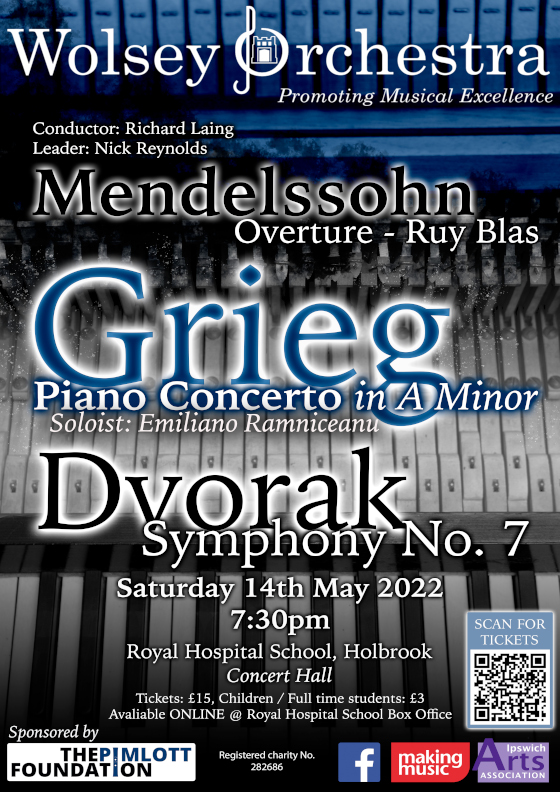 Wolsey Orchestra
Promoting Musical Excellence
Conductor: Richard Laing
Leader: Nick Reynolds
Mendelssohn
Overture - Ruy Blas
Grieg
Piano Concerto in A Minor
Soloist: Emiliano Ramniceanu
Dvorak
Symphony No. 7
Saturday 14th May 2022
7:30pm
Royal Hospital School, Holbrook
Concert Hall
Tickets: £15, Children / Full time students: £3
Avaliable ONLINE @ Royal Hospital School Box Office
SCAN FOR
TICKETS
Sponsored by
THEPIMLOTT
FOUNDATION
Registered charity No.
282686
f
making
music
Ipswich
Arts
ASSOCIATION